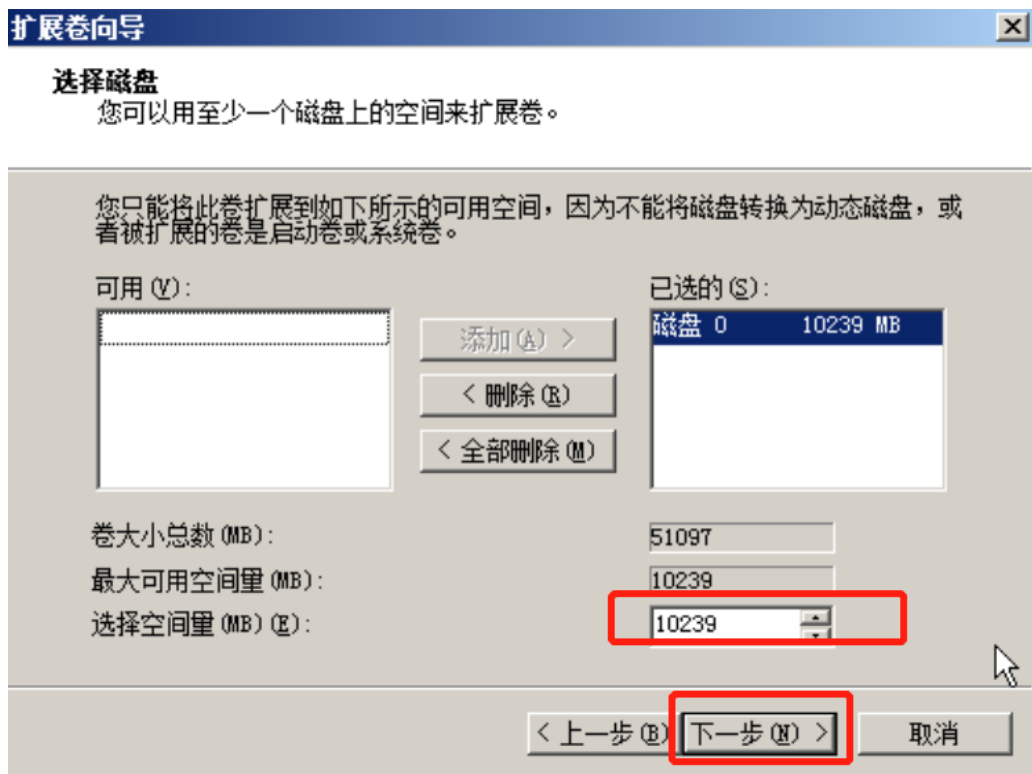 扩展卷向导
选择磁盘
您可以用至少一个磁盘上的空间来扩展卷。
您只能将此卷扩展到如下所示的可用空间，因为不能将磁盘转换为动态磁盘，或
者被扩展的卷是启动卷或系统卷。
可用(V):
已选的(S):
磁盘 0 10239 MB
添加(A) >
< 删除(R)
< 全部删除(M)
卷大小总数(MB): 51097
最大可用空间量(MB): 10239
选择空间量(MB)(E): 10239
< 上一步(B) 下一步(N) > 取消